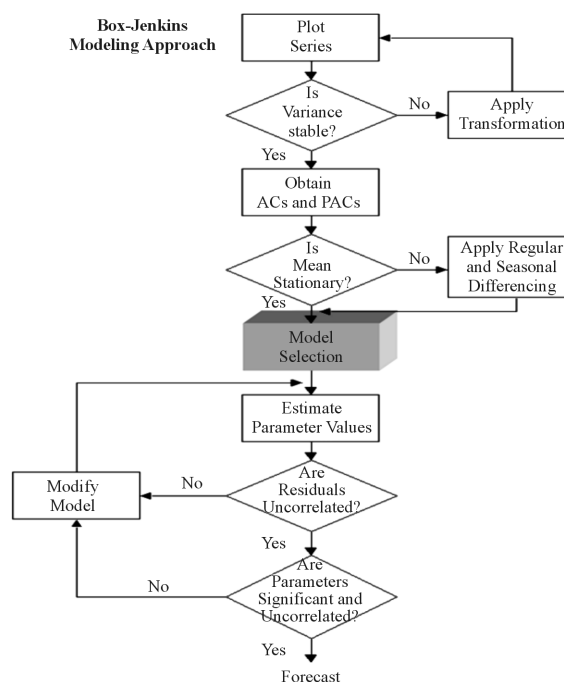 Box-Jenkins
Modeling Approach
Plot
Series
Is
Variance
stable?
No
Apply
Transformation
Yes
Obtain
ACs and PACs
Is
Mean
Stationary?
No
Apply Regular
and Seasonal
Differencing
Yes
Model
Selection
Estimate
Parameter Values
Are
Residuals
Uncorrelated?
No
Modify
Model
Yes
Are
Parameters
Significant and
Uncorrelated?
No
Yes
Forecast